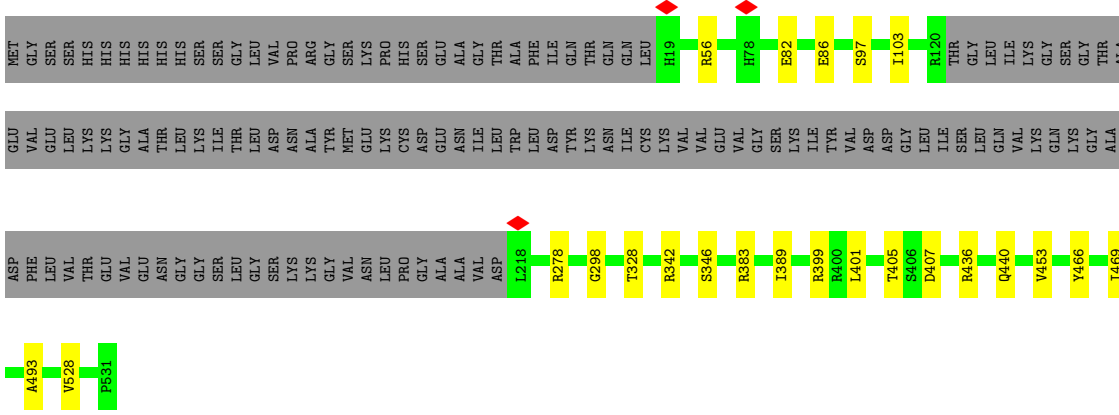 MET GLY SER SER HIS HIS HIS HIS HIS HIS SER SER GLY LEU VAL PRO ARG GLY SER LYS PRO HIS SER GLU ALA GLY THR ALA PHE ILE GLN THR GLN GLN LEU H19 R56 H78 E82 E86 S97 I103 R120 THR GLY LEU ILE LYS GLY SER GLY THR ALA
GLU VAL GLU LEU LYS LYS GLY ALA THR LEU LYS ILE THR LEU ASP ASN ALA TYR MET GLU LYS CYS ASP GLU ASN ILE LEU TRP LEU ASP TYR LYS ASN ILE CYS LYS VAL VAL GLU VAL GLY SER LYS ILE TYR VAL ASP ASP GLY LEU ILE SER LEU GLN VAL LYS GLN LYS GLY ALA
ASP PHE LEU VAL THR GLU VAL GLU ASN GLY GLY SER LEU GLY SER LYS LYS GLY VAL ASN LEU PRO GLY ALA ALA VAL ASP L218 R278 G298 T328 R342 S346 R383 I389 R399 R400 L401 T405 S406 D407 R436 Q440 V453 Y466 I469
A493 V528 P531